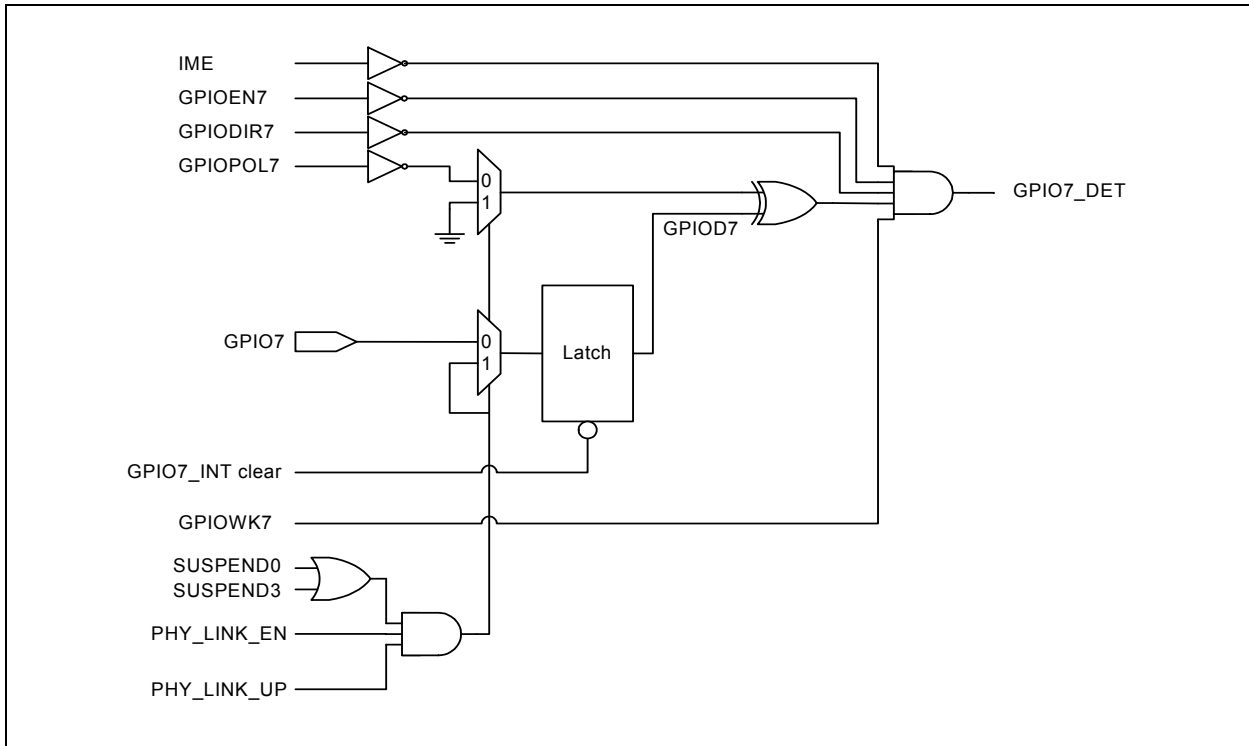 IME
GPIOEN7
GPIODIR7
GPIOPOL7
0
1
GPIO7_DET
GPIOD7
GPIO7
0
1
Latch
GPIO7_INT clear
GPIOWK7
SUSPEND0
SUSPEND3
PHY_LINK_EN
PHY_LINK_UP